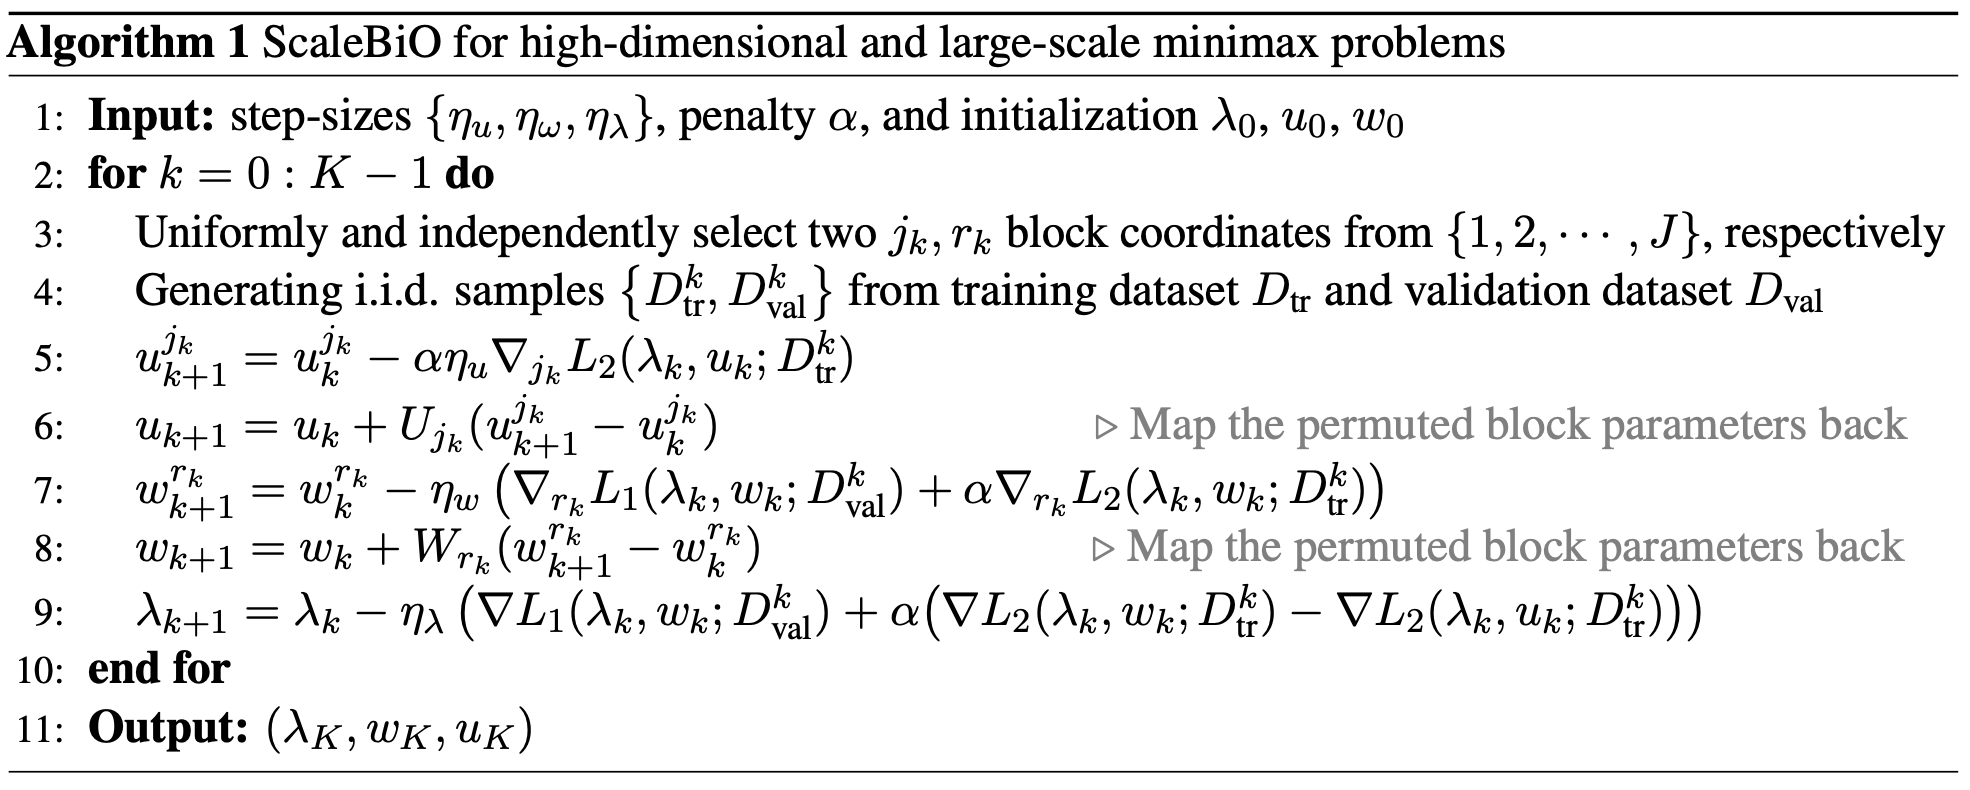 Algorithm 1 ScaleBiO for high-dimensional and large-scale minimax problems
1: Input: step-sizes $\{\eta_u, \eta_\omega, \eta_\lambda\}$, penalty $\alpha$, and initialization $\lambda_0$, $u_0$, $w_0$
2: for $k = 0 : K - 1$ do
3: Uniformly and independently select two $j_k, r_k$ block coordinates from $\{1, 2, \cdots, J\}$, respectively
4: Generating i.i.d. samples $\{D_{\text{tr}}^k, D_{\text{val}}^k\}$ from training dataset $D_{\text{tr}}$ and validation dataset $D_{\text{val}}$
5: $u_{k+1}^{j_k} = u_k^{j_k} - \alpha\eta_u \nabla_{j_k} L_2(\lambda_k, u_k; D_{\text{tr}}^k)$
6: $u_{k+1} = u_k + U_{j_k}(u_{k+1}^{j_k} - u_k^{j_k})$ ▷ Map the permuted block parameters back
7: $w_{k+1}^{r_k} = w_k^{r_k} - \eta_w \left(\nabla_{r_k} L_1(\lambda_k, w_k; D_{\text{val}}^k) + \alpha \nabla_{r_k} L_2(\lambda_k, w_k; D_{\text{tr}}^k)\right)$
8: $w_{k+1} = w_k + W_{r_k}(w_{k+1}^{r_k} - w_k^{r_k})$ ▷ Map the permuted block parameters back
9: $\lambda_{k+1} = \lambda_k - \eta_\lambda \left(\nabla L_1(\lambda_k, w_k; D_{\text{val}}^k) + \alpha\left(\nabla L_2(\lambda_k, w_k; D_{\text{tr}}^k) - \nabla L_2(\lambda_k, u_k; D_{\text{tr}}^k)\right)\right)$
10: end for
11: Output: $(\lambda_K, w_K, u_K)$